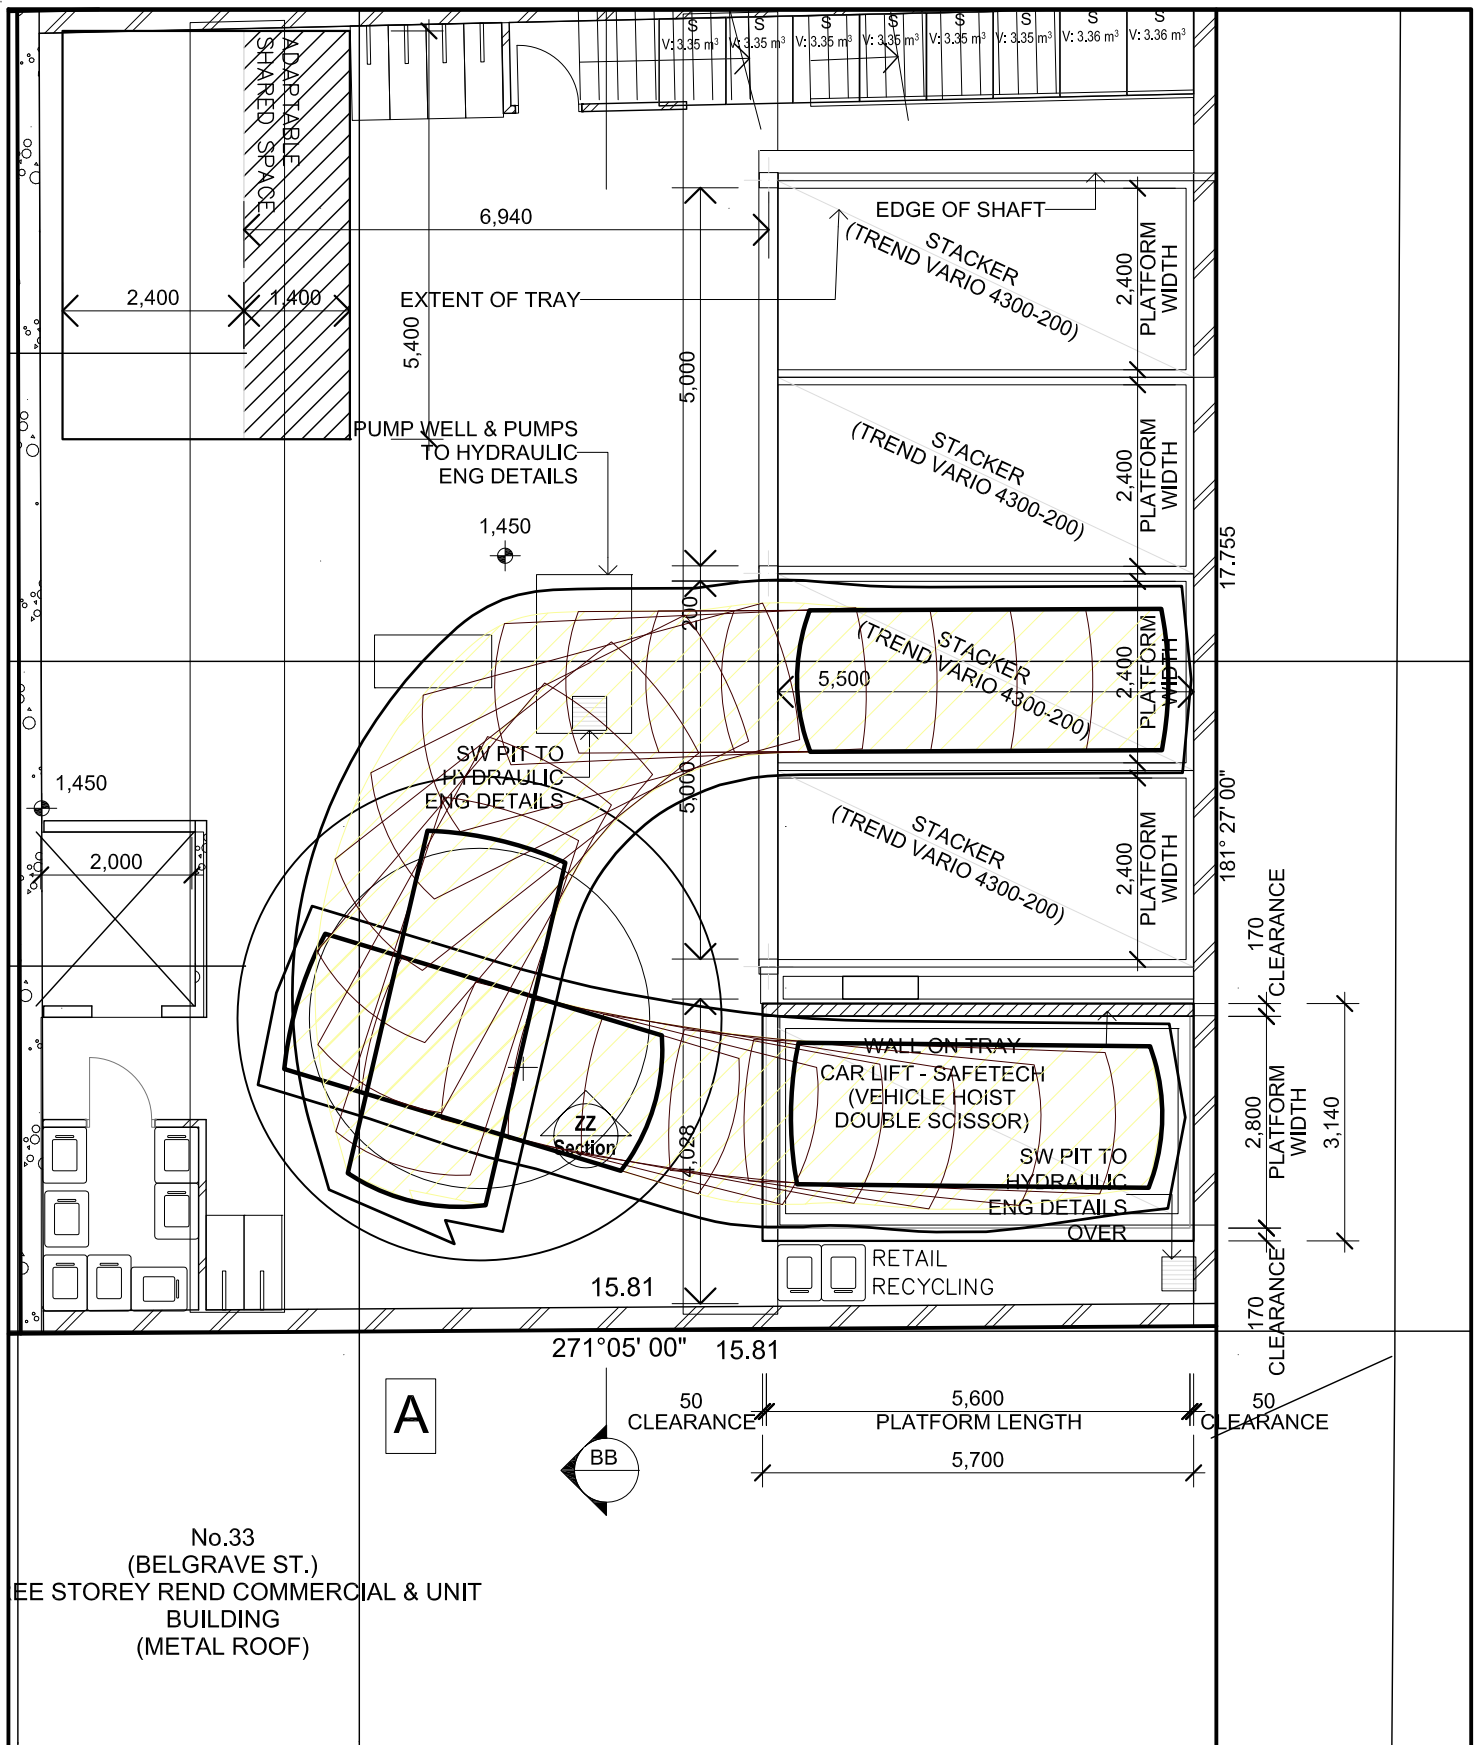 S S S S S S S S
V: 3.35 m³ V: 3.35 m³ V: 3.35 m³ V: 3.35 m³ V: 3.35 m³ V: 3.35 m³ V: 3.36 m³ V: 3.36 m³
ADAPTABLE
SHARED SPACE
6,940
2,400
1,400
5,400
EXTENT OF TRAY
EDGE OF SHAFT
STACKER
(TREND VARIO 4300-200)
2,400
PLATFORM
WIDTH
5,000
PUMP WELL & PUMPS
TO HYDRAULIC
ENG DETAILS
1,450
STACKER
(TREND VARIO 4300-200)
2,400
PLATFORM
WIDTH
17.755
200
STACKER
(TREND VARIO 4300-200)
5,500
2,400
PLATFORM
WIDTH
SW PIT TO
HYDRAULIC
ENG DETAILS
5,000
1,450
2,000
STACKER
(TREND VARIO 4300-200)
2,400
PLATFORM
WIDTH
181° 27' 00"
170
CLEARANCE
WALL ON TRAY
CAR LIFT - SAFETECH
(VEHICLE HOIST
DOUBLE SCISSOR)
2,800
PLATFORM
WIDTH
3,140
ZZ
Section
4,028
SW PIT TO
HYDRAULIC
ENG DETAILS
OVER
RETAIL
RECYCLING
170
CLEARANCE
15.81
271°05' 00"
15.81
A
50
CLEARANCE
5,600
PLATFORM LENGTH
50
CLEARANCE
5,700
BB
No.33
(BELGRAVE ST.)
EE STOREY REND COMMERCIAL & UNIT
BUILDING
(METAL ROOF)